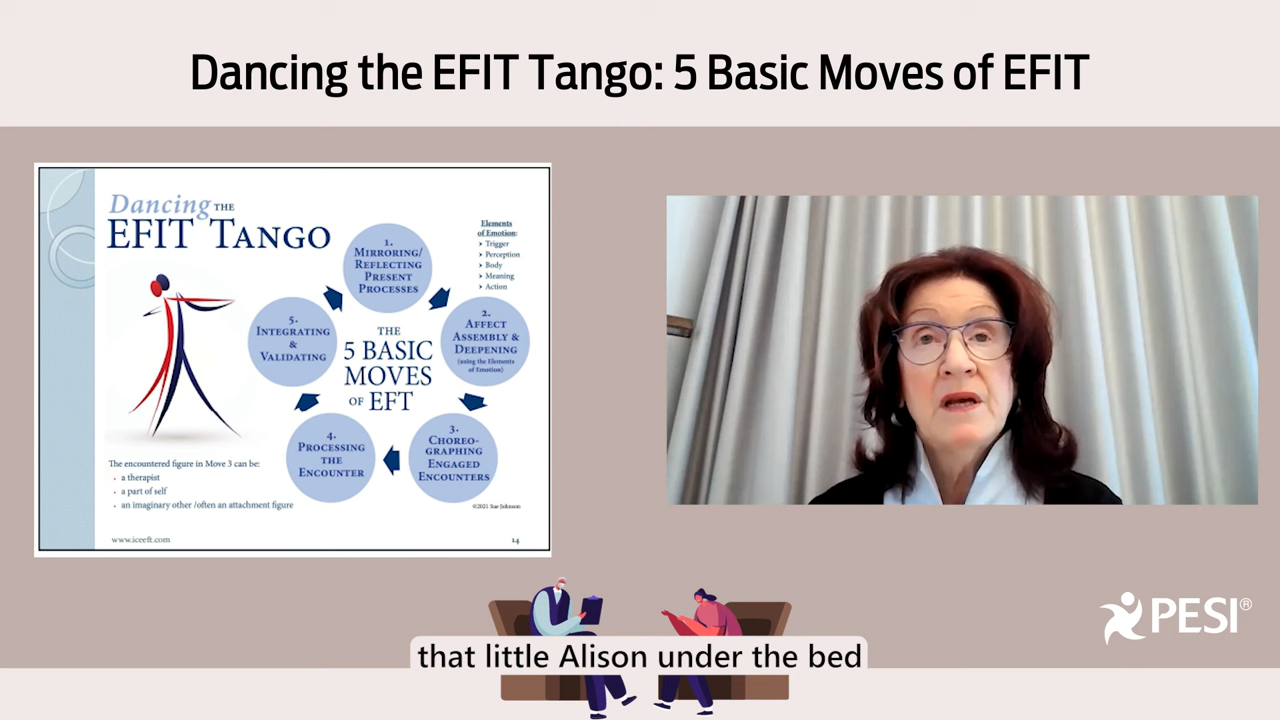 Dancing the EFIT Tango: 5 Basic Moves of EFIT
Dancing THE
EFIT TANGO
Elements
of Emotion:
Trigger
Perception
Body
Meaning
Action
1.
MIRRORING/
REFLECTING
PRESENT
PROCESSES
2.
AFFECT
ASSEMBLY &
DEEPENING
(using the Elements
of Emotion)
3.
CHOREO-
GRAPHING
ENGAGED
ENCOUNTERS
4.
PROCESSING
THE
ENCOUNTER
5.
INTEGRATING
&
VALIDATING
THE
5 BASIC
MOVES
OF EFT
The encountered figure in Move 3 can be:
• a therapist
• a part of self
• an imaginary other /often an attachment figure
©2021 Sue Johnson
www.iceeft.com
14
PESI®
that little Alison under the bed